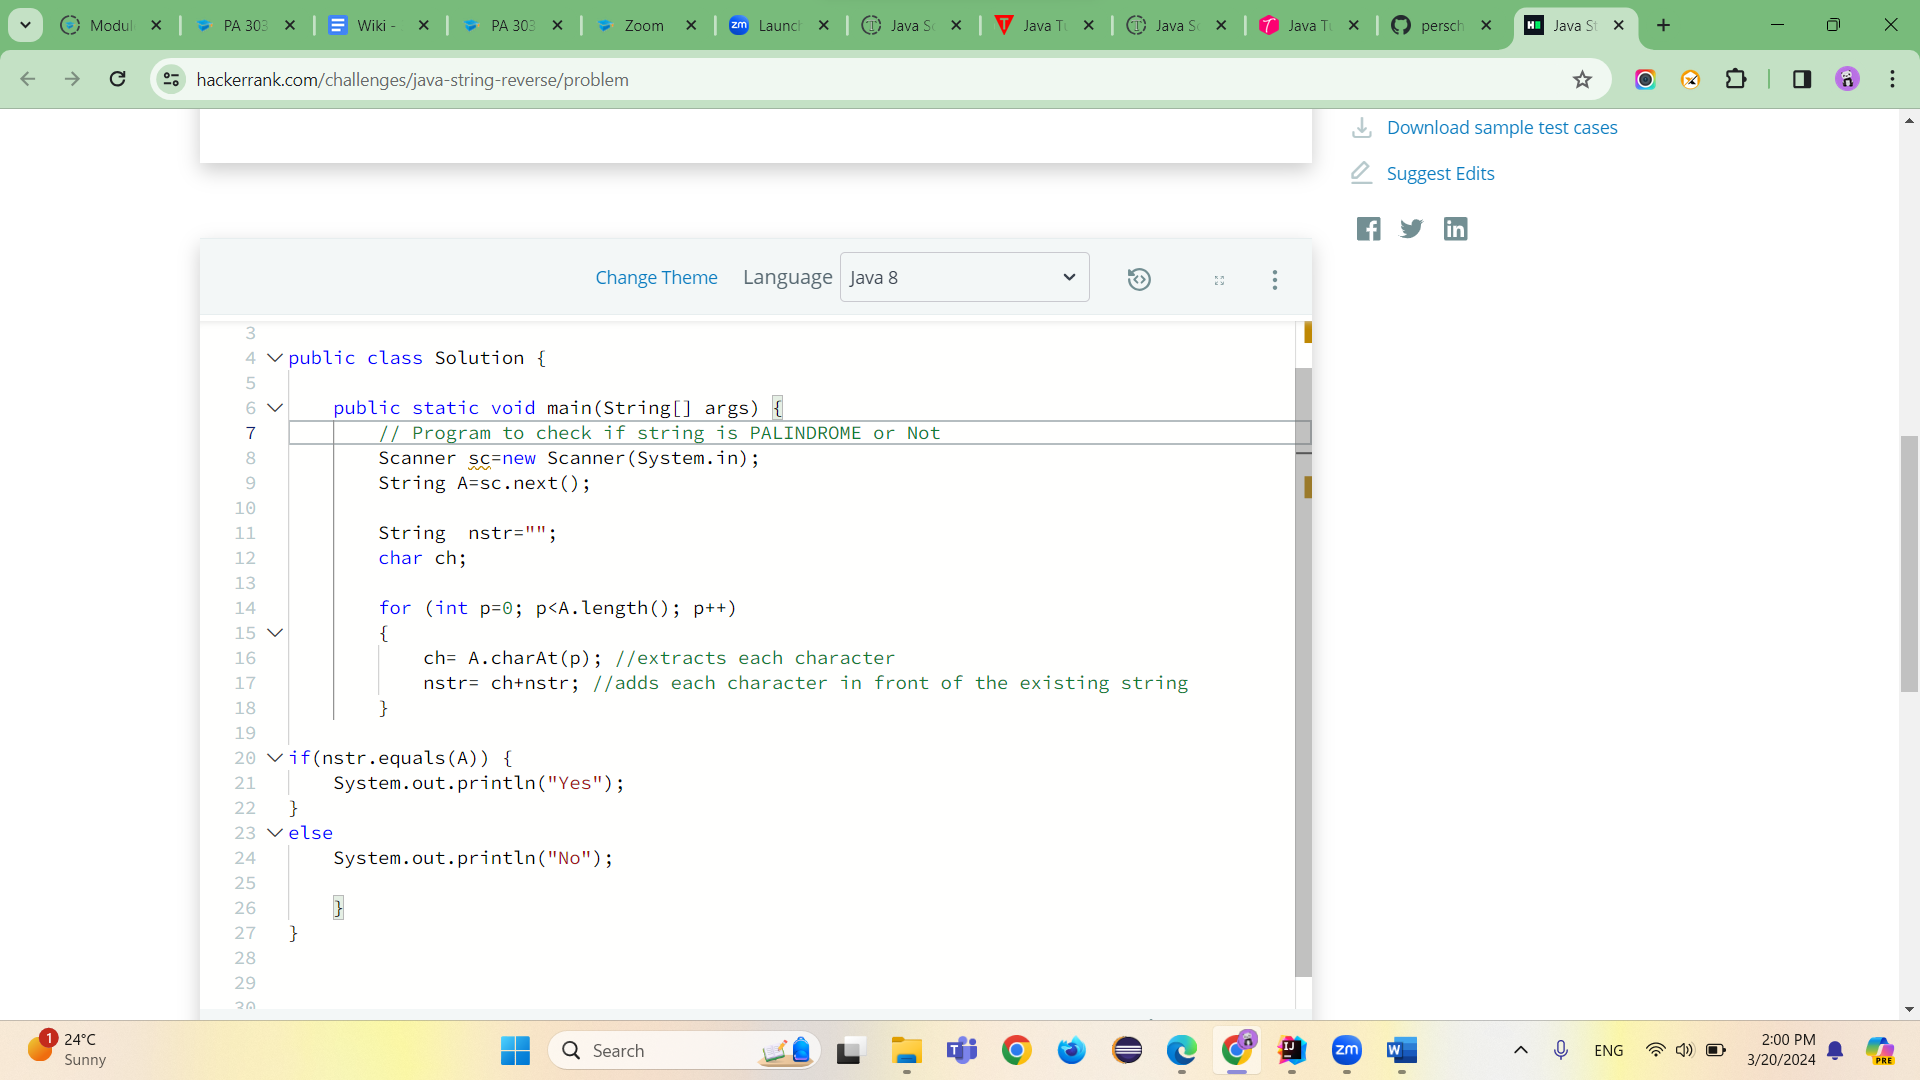 Modul
PA 303
Wiki -
PA 303
Zoom
zm Launch
Java Sc
Java Tu
Java Sc
Java Tu
persch
Java St
hackerrank.com/challenges/java-string-reverse/problem
Download sample test cases
Suggest Edits
Change Theme Language Java 8
3
4 public class Solution {
5
6 public static void main(String[] args) {
7 // Program to check if string is PALINDROME or Not
8 Scanner sc=new Scanner(System.in);
9 String A=sc.next();
10
11 String  nstr="";
12 char ch;
13
14 for (int p=0; p<A.length(); p++)
15 {
16 ch= A.charAt(p); //extracts each character
17 nstr= ch+nstr; //adds each character in front of the existing string
18 }
19
20 if(nstr.equals(A)) {
21 System.out.println("Yes");
22 }
23 else
24 System.out.println("No");
25
26 }
27 }
28
29
30
1
24°C
Sunny
Search
zm
ENG
2:00 PM
3/20/2024
PRE